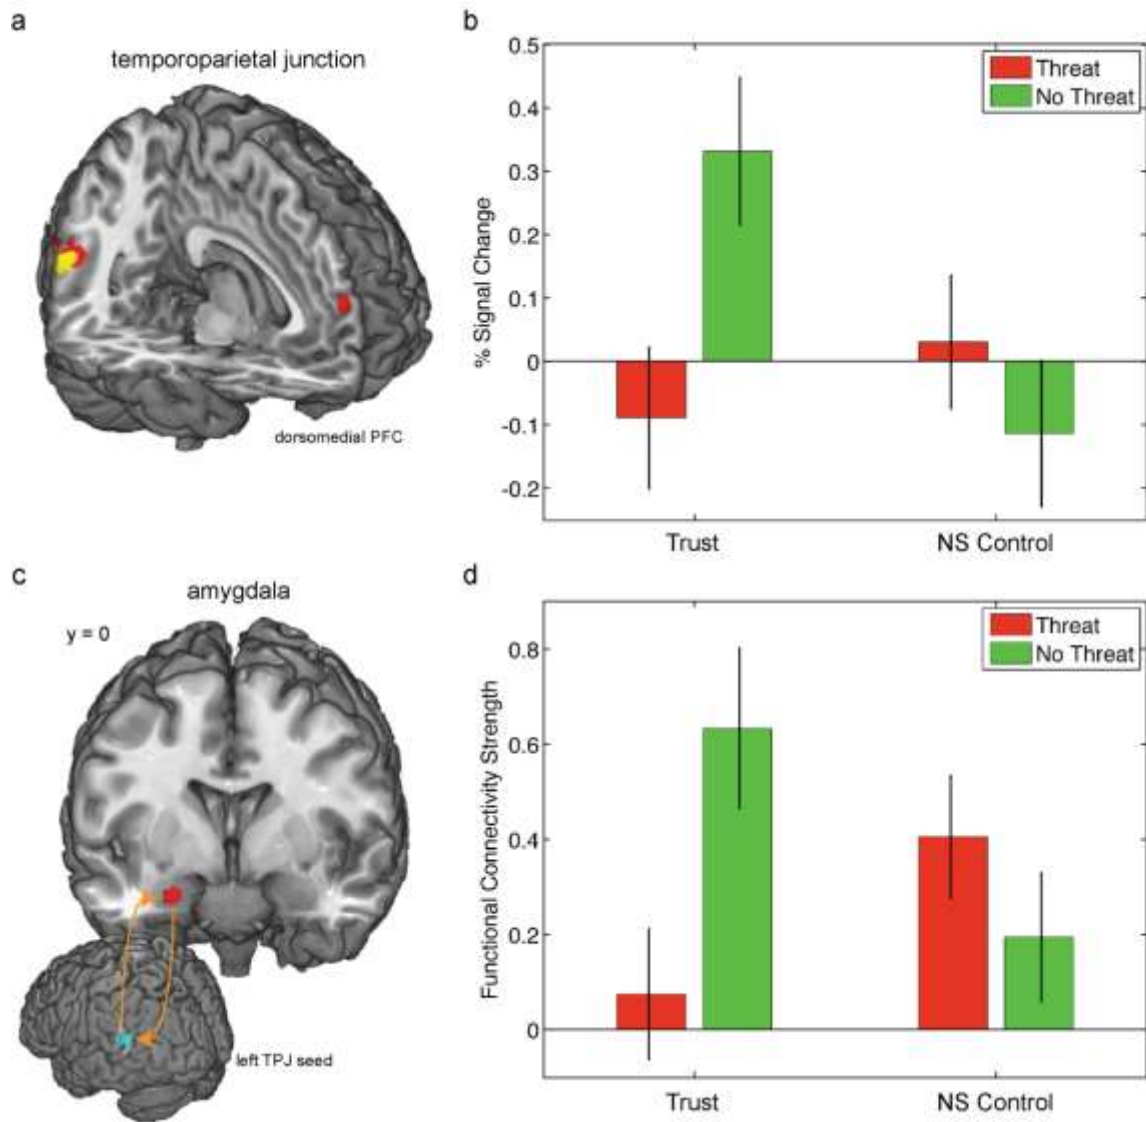 a
temporoparietal junction
dorsomedial PFC
b
0.5
0.4
0.3
0.2
0.1
0
-0.1
-0.2
% Signal Change
Threat
No Threat
Trust
NS Control
c
amygdala
y = 0
left TPJ seed
d
0.8
0.6
0.4
0.2
0
Functional Connectivity Strength
Threat
No Threat
Trust
NS Control